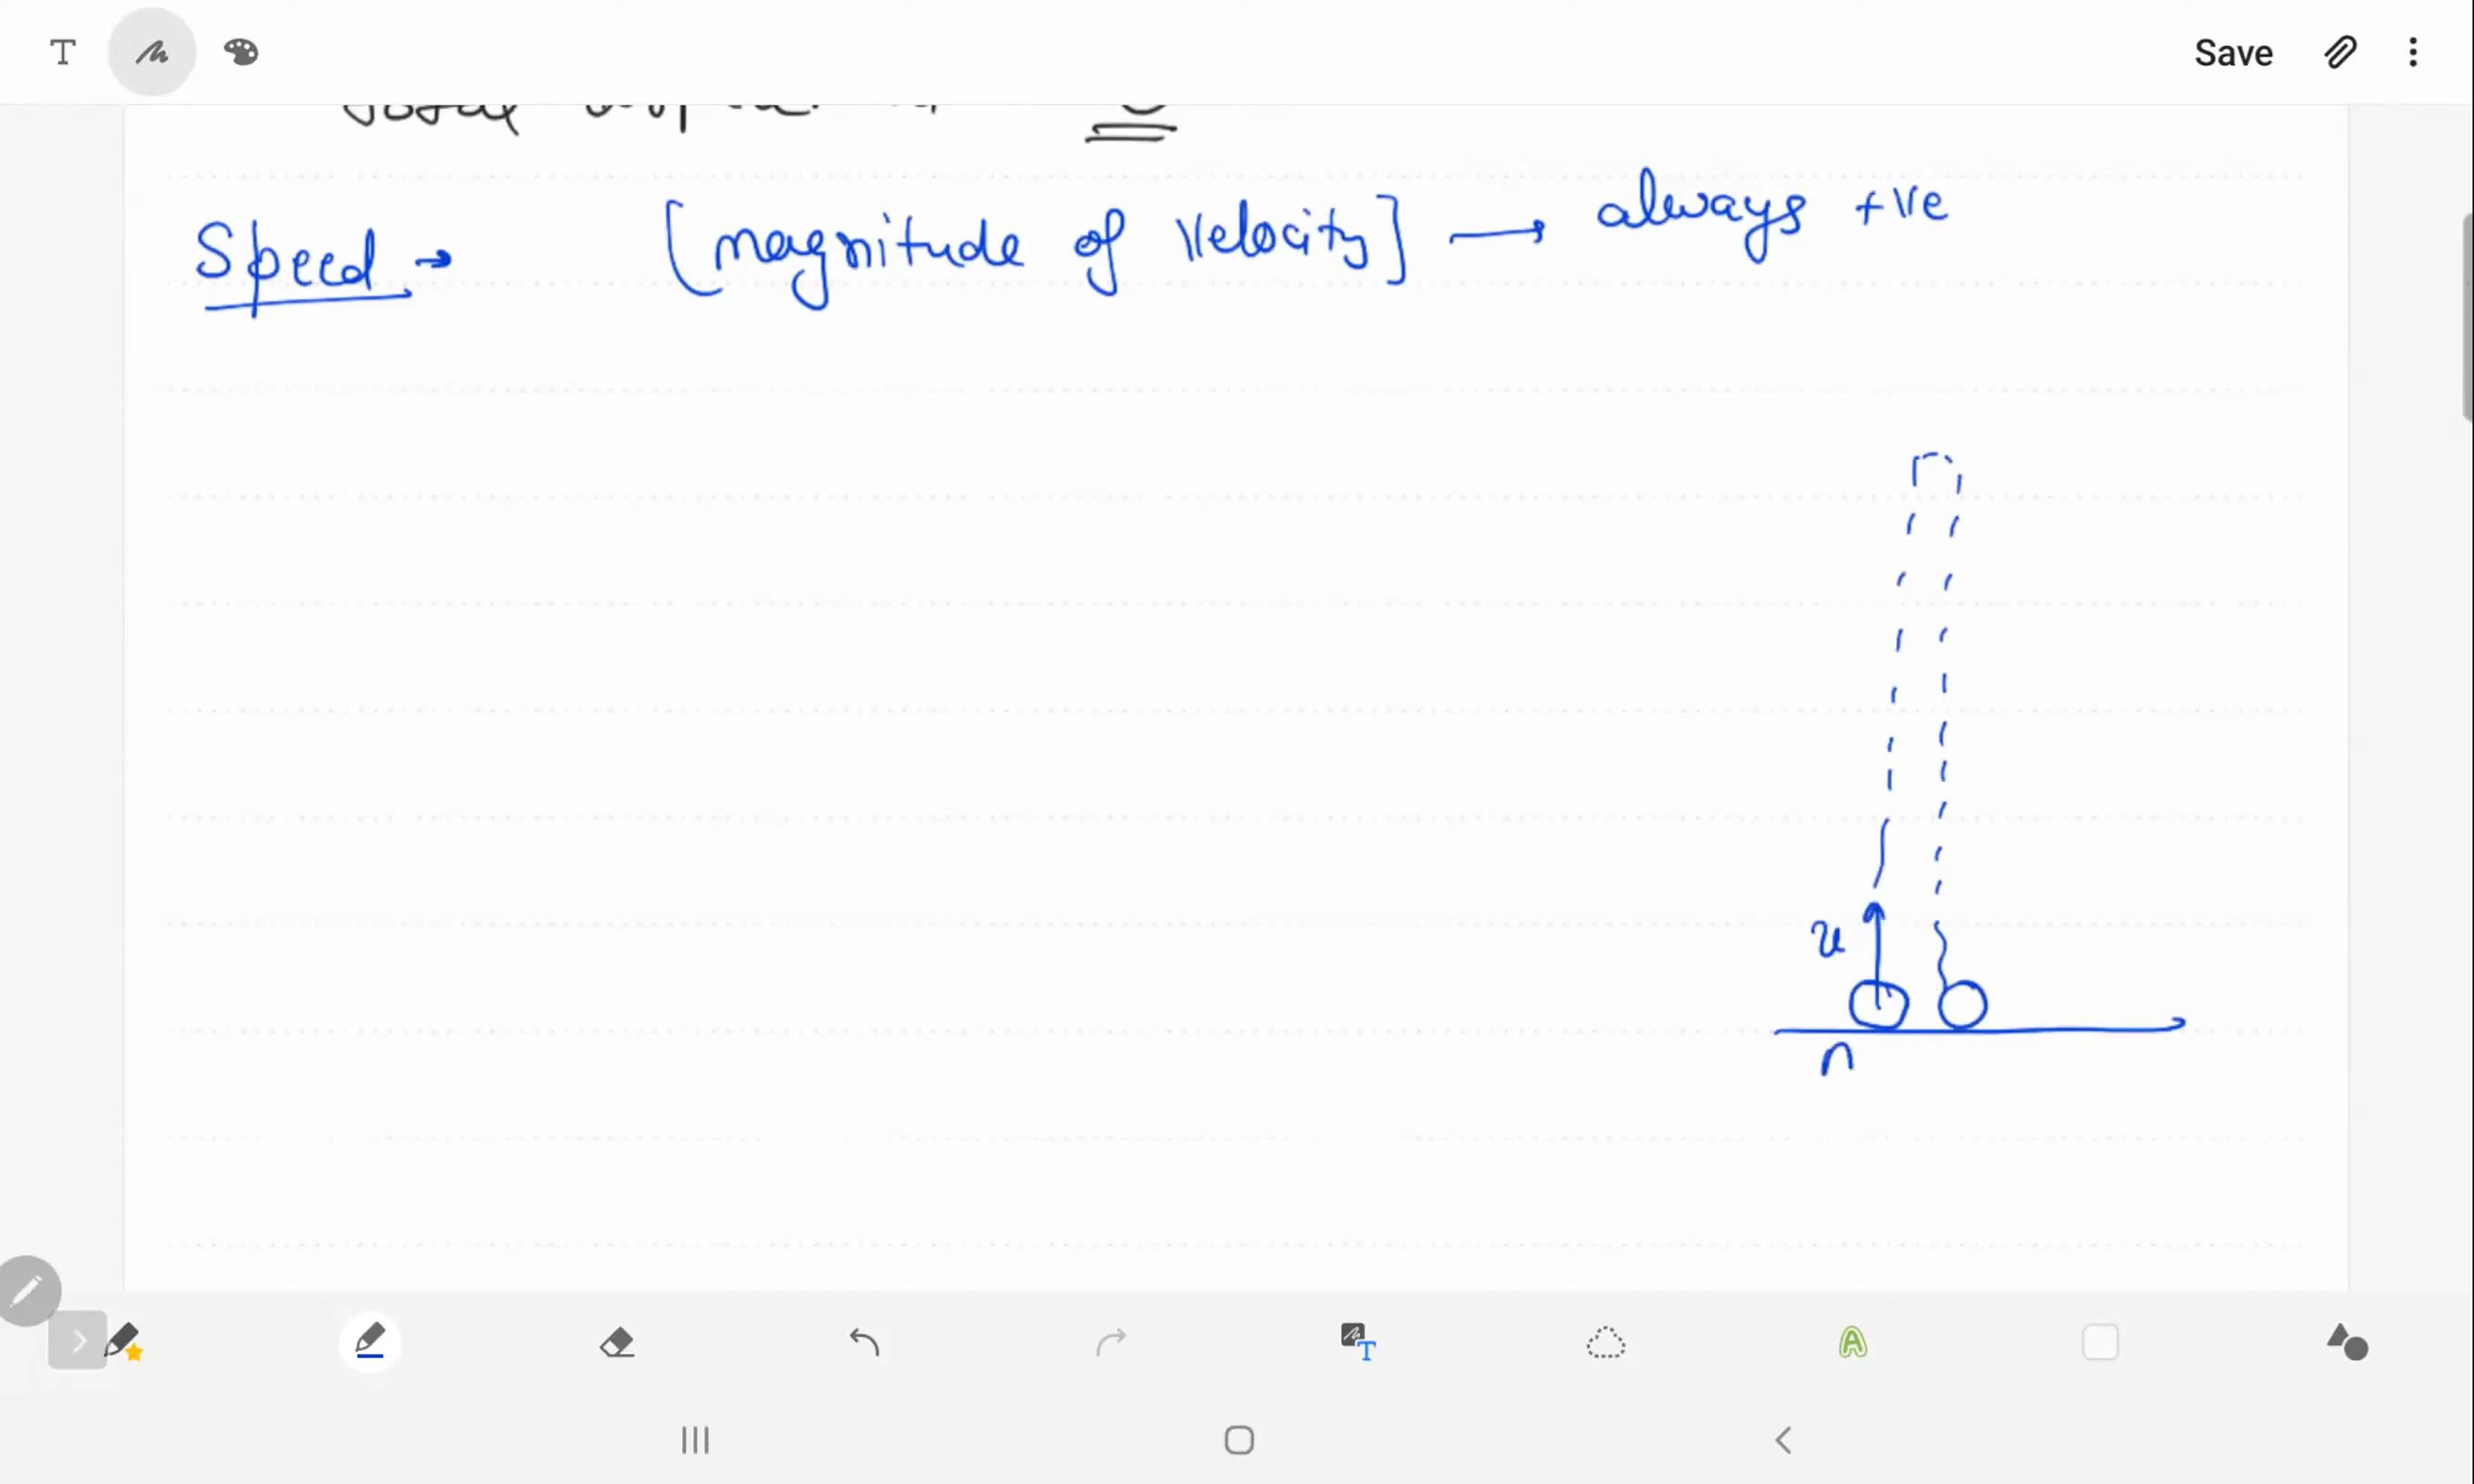 Save
Speed → [magnitude of velocity] → always +ve
u
n